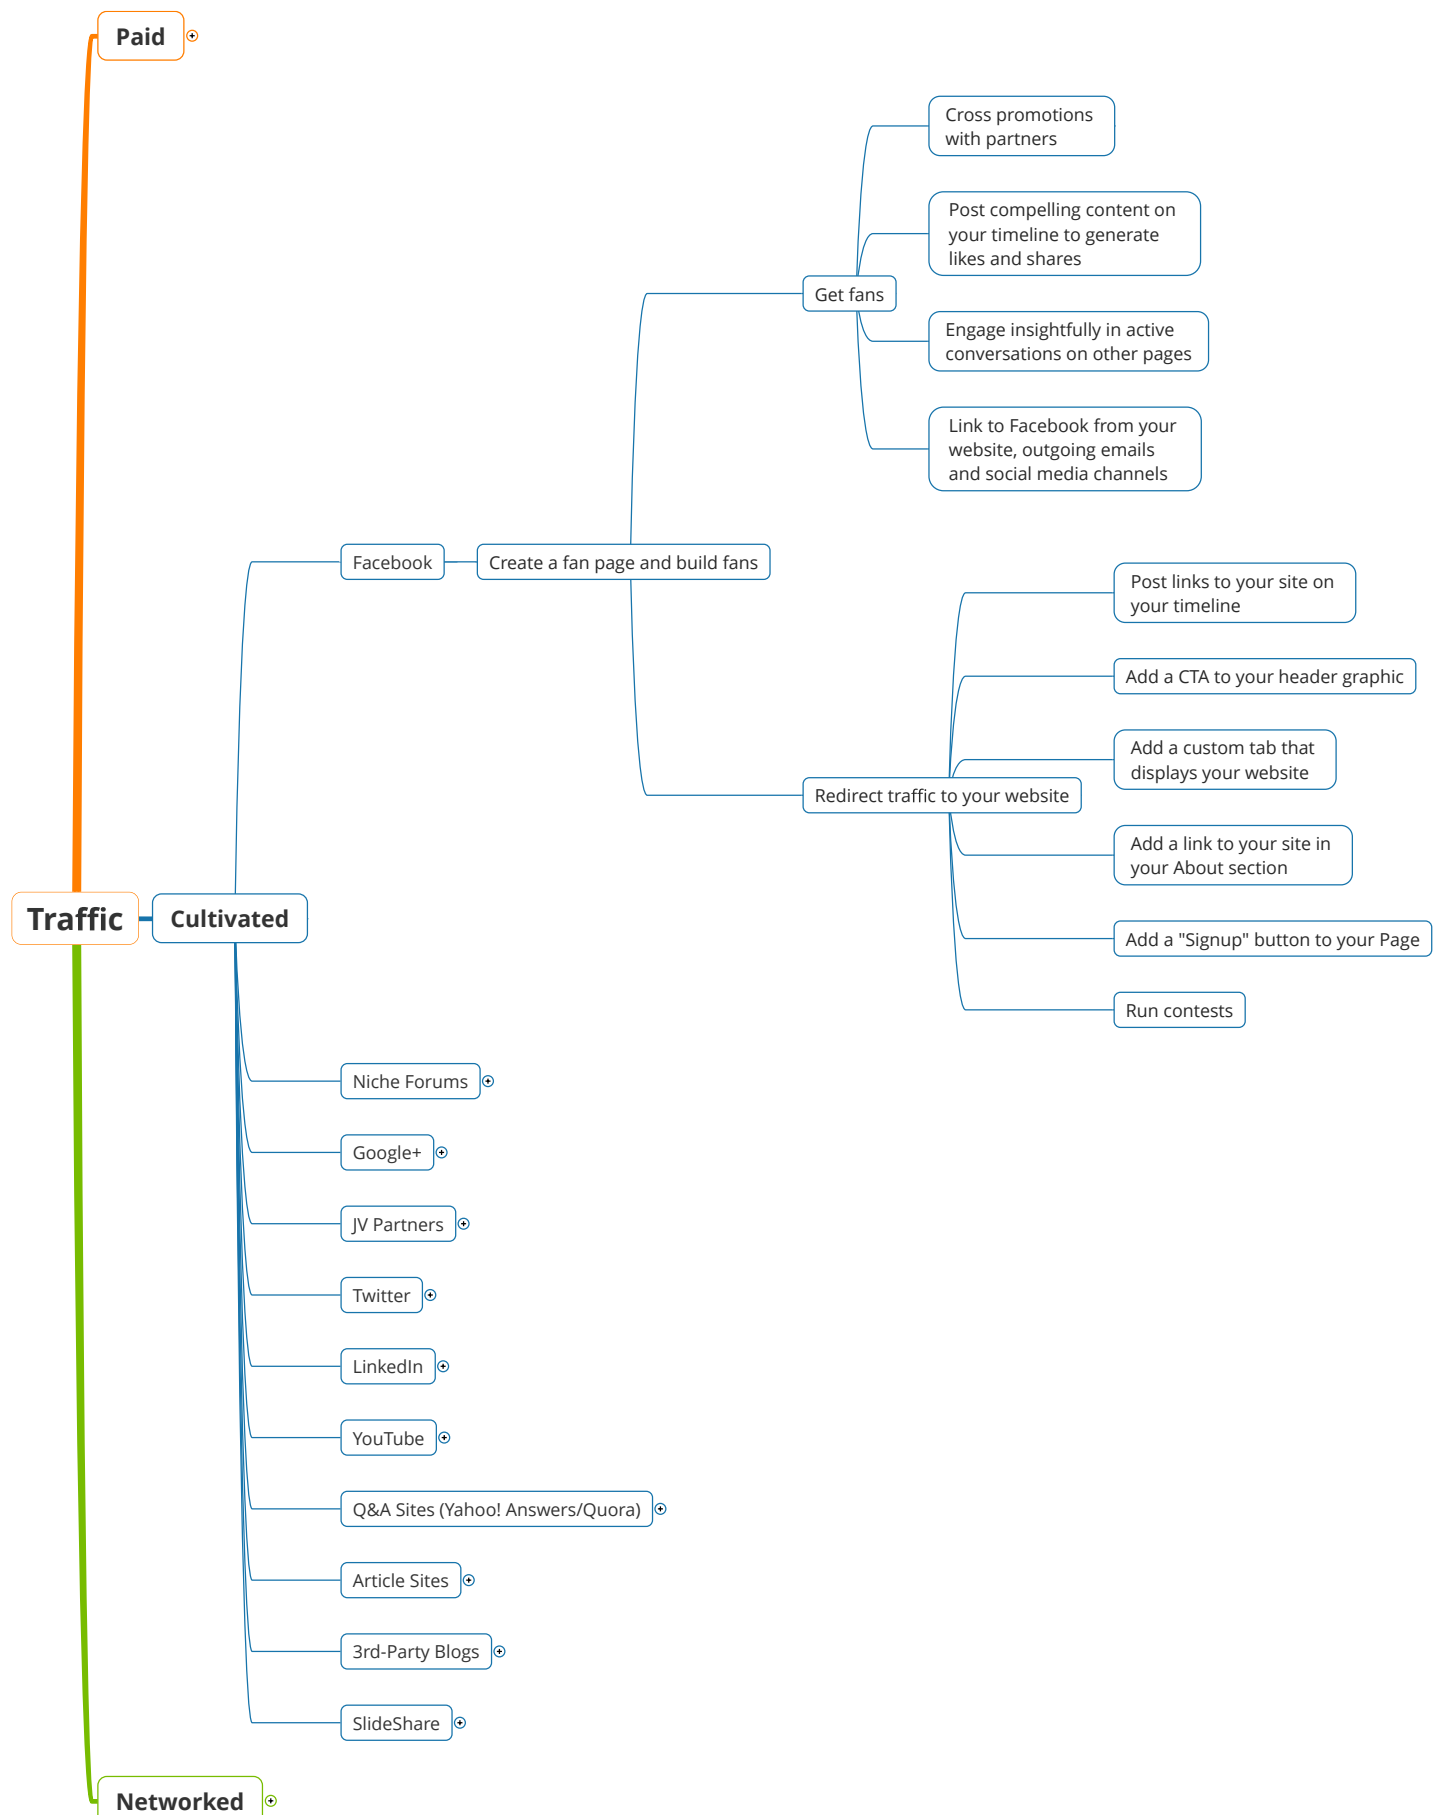 Paid
Cross promotions
with partners
Post compelling content on
your timeline to generate
likes and shares
Get fans
Engage insightfully in active
conversations on other pages
Link to Facebook from your
website, outgoing emails
and social media channels
Facebook
Create a fan page and build fans
Post links to your site on
your timeline
Add a CTA to your header graphic
Add a custom tab that
displays your website
Redirect traffic to your website
Add a link to your site in
your About section
Traffic
Cultivated
Add a "Signup" button to your Page
Run contests
Niche Forums
Google+
JV Partners
Twitter
LinkedIn
YouTube
Q&A Sites (Yahoo! Answers/Quora)
Article Sites
3rd-Party Blogs
SlideShare
Networked